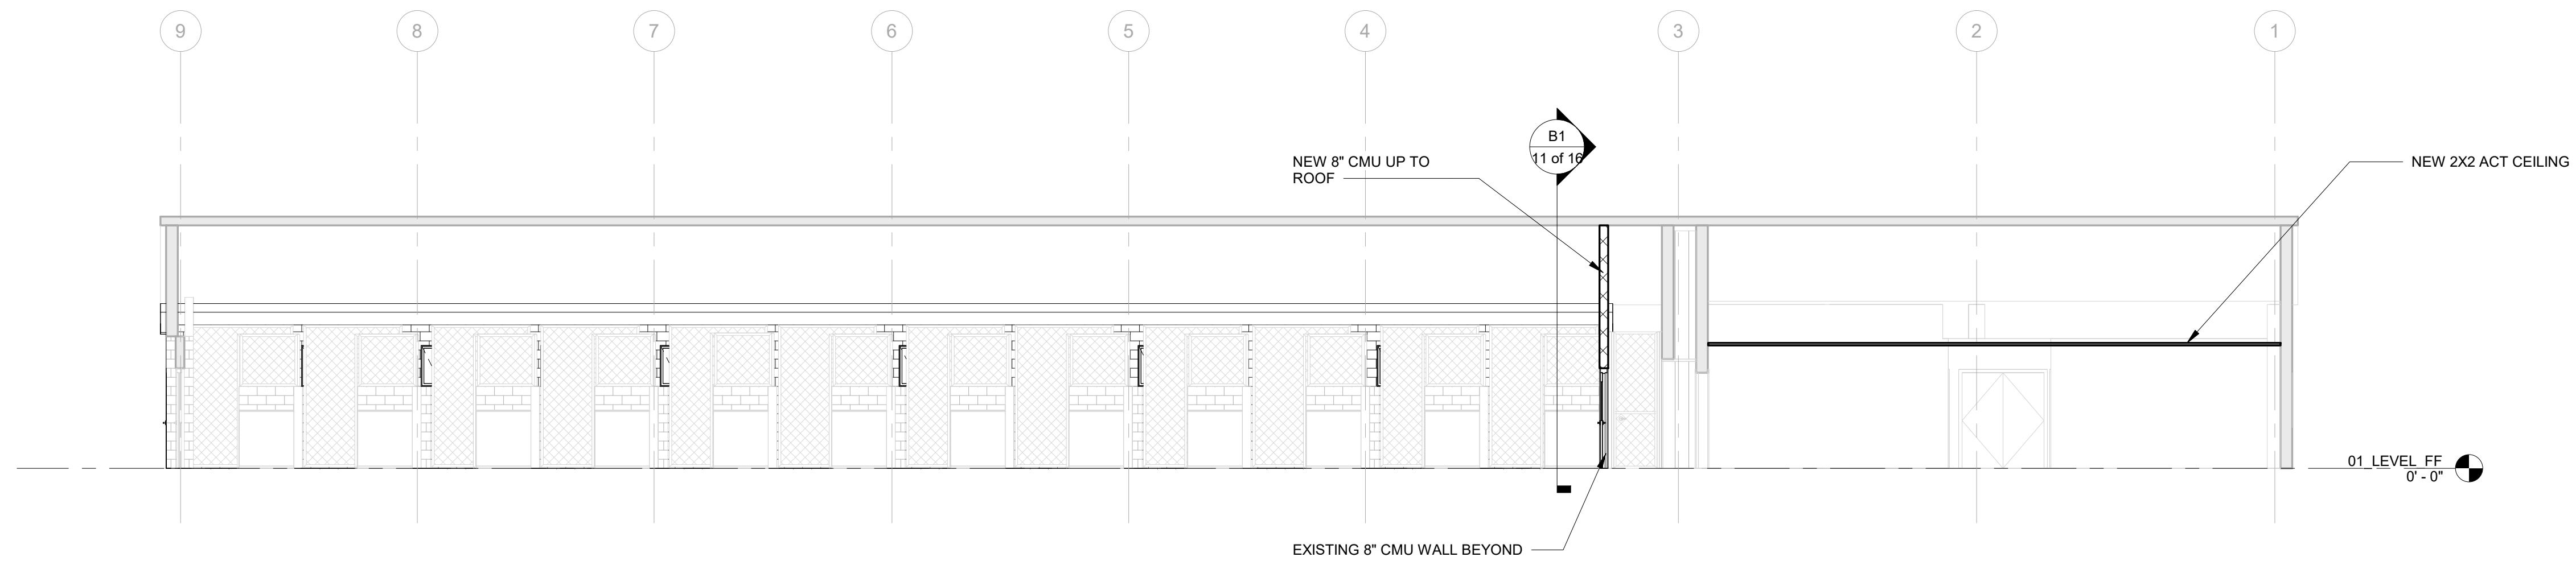 9 8 7 6 5 4 3 2 1
B1
11 of 16
NEW 8" CMU UP TO
ROOF
NEW 2X2 ACT CEILING
01_LEVEL_FF
0' - 0"
EXISTING 8" CMU WALL BEYOND